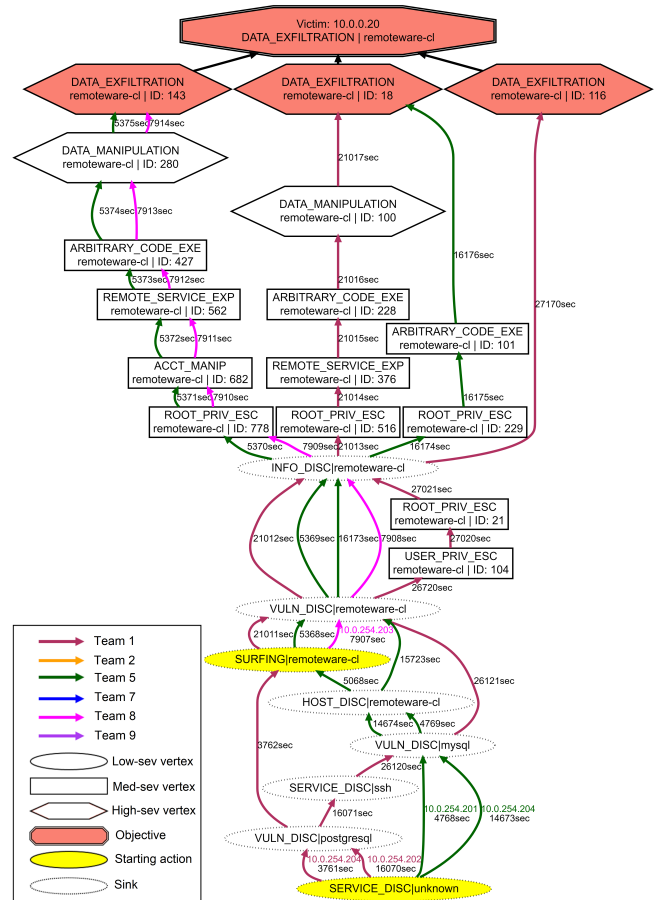 Victim: 10.0.0.20
DATA_EXFILTRATION | remoteware-cl
DATA_EXFILTRATION
remoteware-cl | ID: 143
DATA_EXFILTRATION
remoteware-cl | ID: 18
DATA_EXFILTRATION
remoteware-cl | ID: 116
5375sec
7914sec
DATA_MANIPULATION
remoteware-cl | ID: 280
21017sec
5374sec
7913sec
DATA_MANIPULATION
remoteware-cl | ID: 100
ARBITRARY_CODE_EXE
remoteware-cl | ID: 427
16176sec
5373sec
7912sec
21016sec
REMOTE_SERVICE_EXP
remoteware-cl | ID: 562
ARBITRARY_CODE_EXE
remoteware-cl | ID: 228
27170sec
5372sec
7911sec
21015sec
ARBITRARY_CODE_EXE
remoteware-cl | ID: 101
ACCT_MANIP
remoteware-cl | ID: 682
REMOTE_SERVICE_EXP
remoteware-cl | ID: 376
5371sec
7910sec
21014sec
16175sec
ROOT_PRIV_ESC
remoteware-cl | ID: 778
ROOT_PRIV_ESC
remoteware-cl | ID: 516
ROOT_PRIV_ESC
remoteware-cl | ID: 229
5370sec
7909sec
21013sec
16174sec
INFO_DISC|remoteware-cl
27021sec
ROOT_PRIV_ESC
remoteware-cl | ID: 21
21012sec
5369sec
16173sec
7908sec
27020sec
USER_PRIV_ESC
remoteware-cl | ID: 104
26720sec
VULN_DISC|remoteware-cl
21011sec
5368sec
10.0.254.203
7907sec
15723sec
SURFING|remoteware-cl
5068sec
26121sec
HOST_DISC|remoteware-cl
14674sec
4769sec
3762sec
VULN_DISC|mysql
26120sec
SERVICE_DISC|ssh
16071sec
10.0.254.201
4768sec
10.0.254.204
14673sec
VULN_DISC|postgresql
10.0.254.204
3761sec
10.0.254.202
16070sec
SERVICE_DISC|unknown
Team 1
Team 2
Team 5
Team 7
Team 8
Team 9
Low-sev vertex
Med-sev vertex
High-sev vertex
Objective
Starting action
Sink